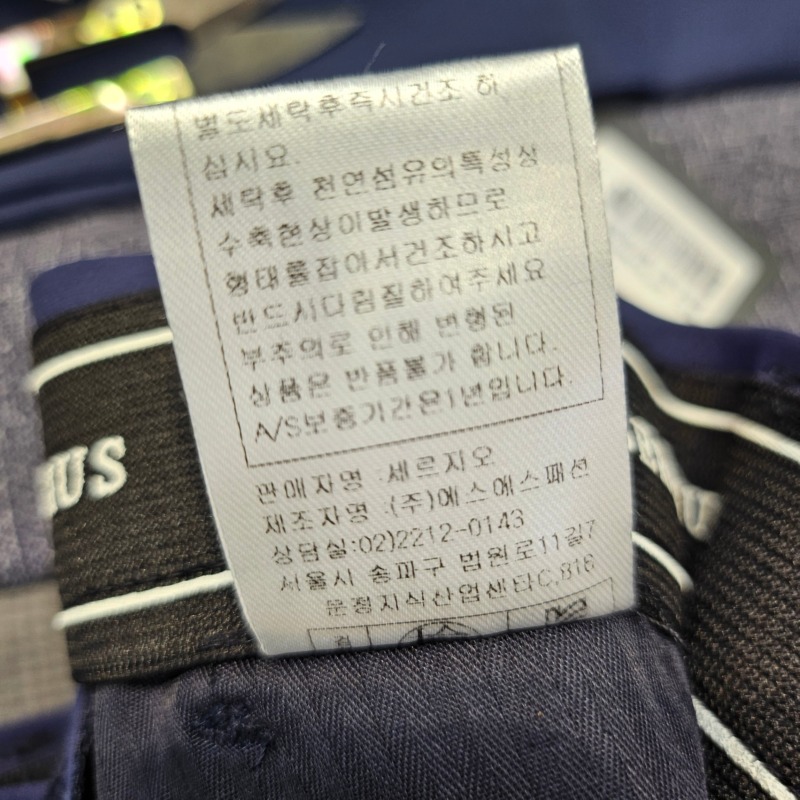 별도세탁후즉시건조 하
십시요.
세탁후 천연섬유의특성상
수축현상이발생하므로
형태를잡아서건조하시고
반드시다림질하여주세요
부주의로 인해 변형된
상품은 반품불가 합니다.
A/S보증기간은1년입니다.
판매자명 :세르지오
제조자명 :(주)에스에스패션
상담실:02)2212-0143
서울시 송파구 법원로11길7
문정지식산업센타C,816